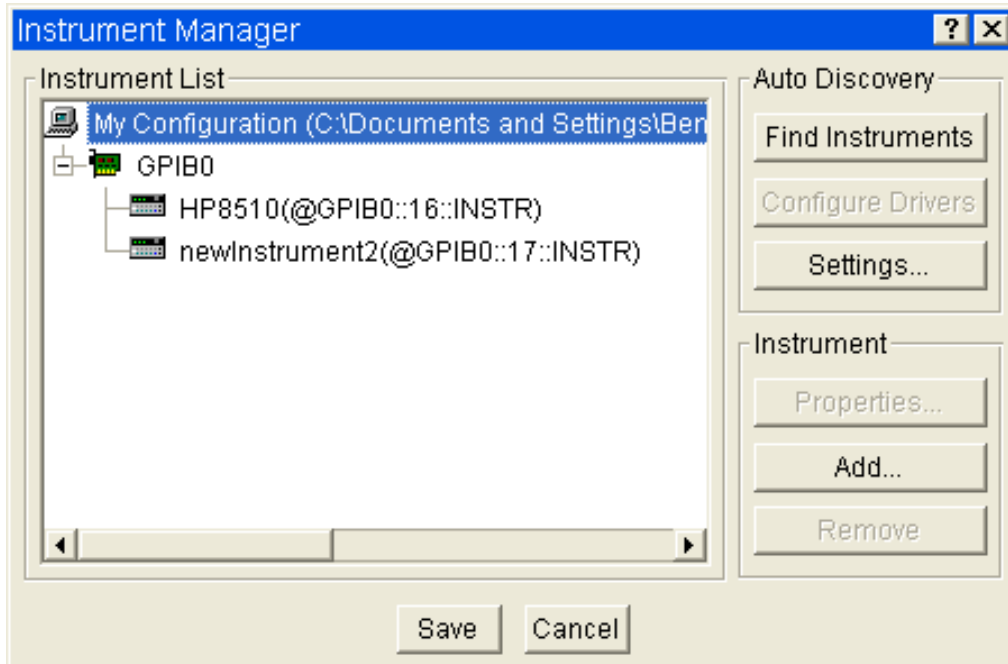 Instrument Manager
Instrument List
My Configuration (C:\Documents and Settings\Ben
GPIB0
HP8510(@GPIB0::16::INSTR)
newInstrument2(@GPIB0::17::INSTR)
Auto Discovery
Find Instruments
Configure Drivers
Settings...
Instrument
Properties...
Add...
Remove
Save Cancel